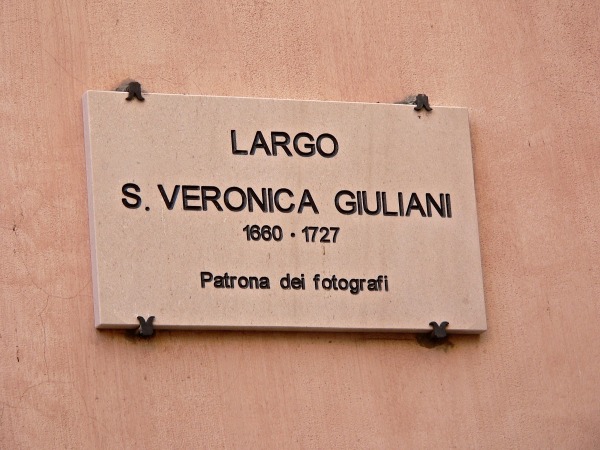 LARGO
S. VERONICA GIULIANI
1660 · 1727
Patrona dei fotografi